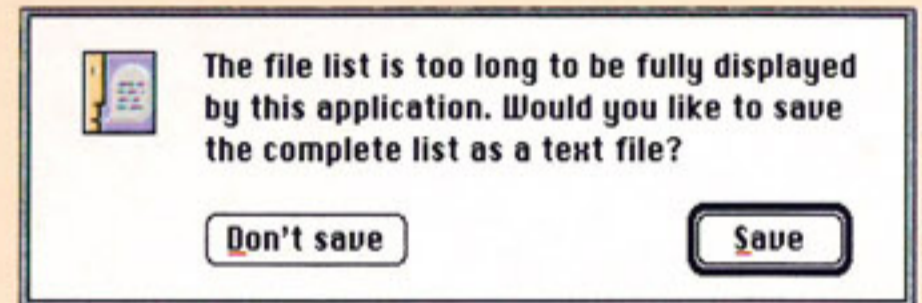 The file list is too long to be fully displayed
by this application. Would you like to save
the complete list as a text file?
Don't save
Save